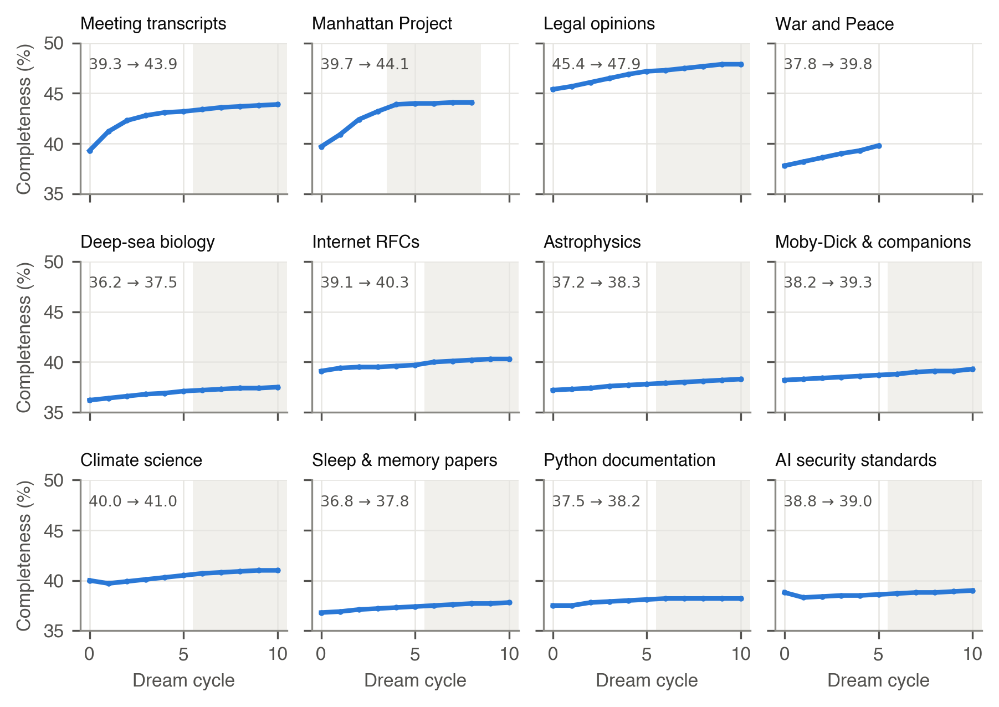 Meeting transcripts
Manhattan Project
Legal opinions
War and Peace
Completeness (%)
50
45
40
35
39.3 → 43.9
39.7 → 44.1
45.4 → 47.9
37.8 → 39.8
Deep-sea biology
Internet RFCs
Astrophysics
Moby-Dick & companions
Completeness (%)
50
45
40
35
36.2 → 37.5
39.1 → 40.3
37.2 → 38.3
38.2 → 39.3
Climate science
Sleep & memory papers
Python documentation
AI security standards
Completeness (%)
50
45
40
35
40.0 → 41.0
36.8 → 37.8
37.5 → 38.2
38.8 → 39.0
0 5 10
0 5 10
0 5 10
0 5 10
Dream cycle
Dream cycle
Dream cycle
Dream cycle